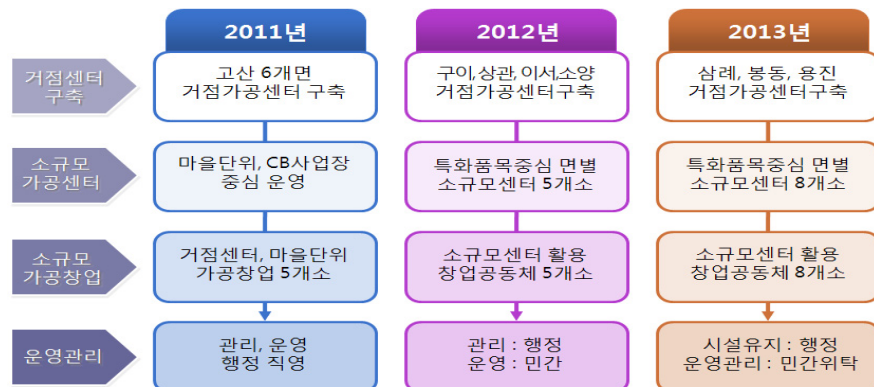 2011년
2012년
2013년
거점센터
구축
고산 6개면
거점가공센터 구축
구이,상관,이서,소양
거점가공센터구축
삼례, 봉동, 용진
거점가공센터구축
소규모
가공센터
마을단위, CB사업장
중심 운영
특화품목중심 면별
소규모센터 5개소
특화품목중심 면별
소규모센터 8개소
소규모
가공창업
거점센터, 마을단위
가공창업 5개소
소규모센터 활용
창업공동체 5개소
소규모센터 활용
창업공동체 8개소
운영관리
관리, 운영
행정 직영
관리 : 행정
운영 : 민간
시설유지 : 행정
운영관리 : 민간위탁